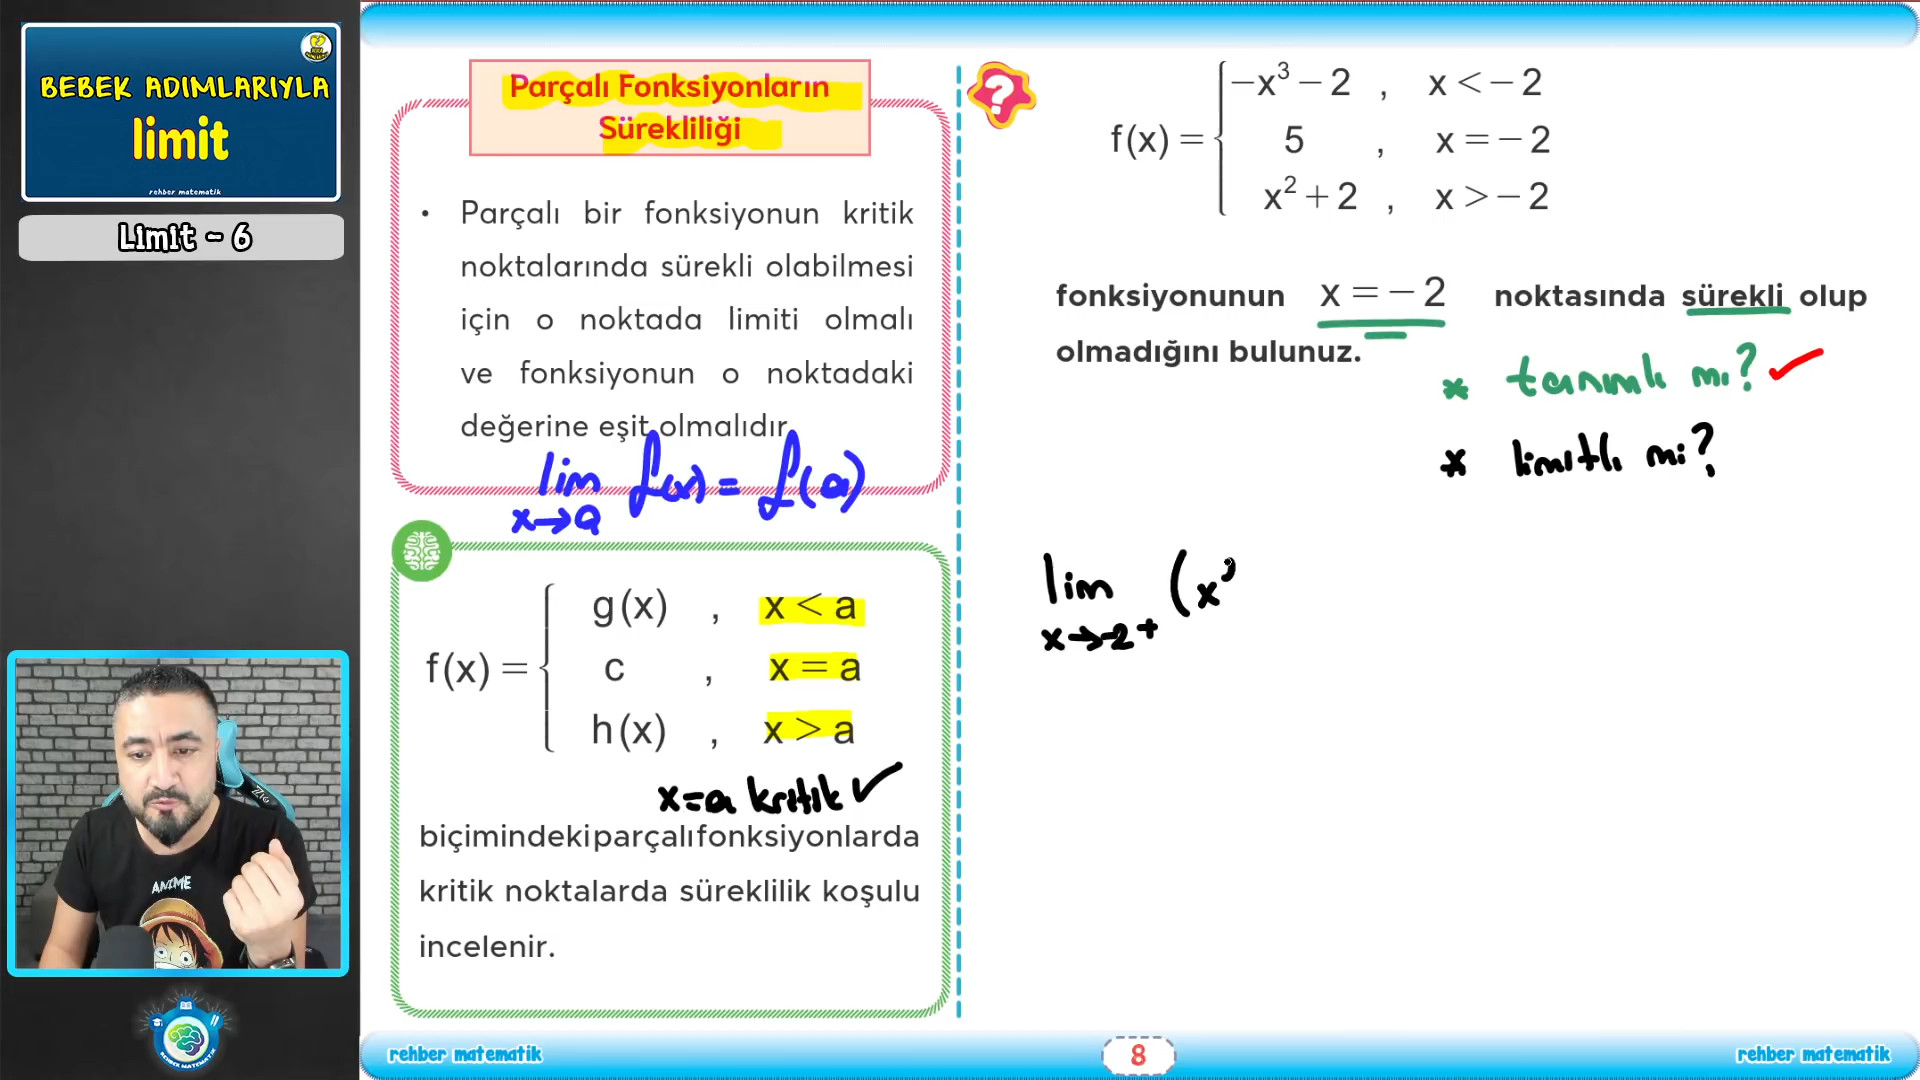 BEBEK ADIMLARIYLA
limit
rehber matematik
Limit - 6
Parçalı Fonksiyonların
Sürekliliği
• Parçalı bir fonksiyonun kritik
noktalarında sürekli olabilmesi
için o noktada limiti olmalı
ve fonksiyonun o noktadaki
değerine eşit olmalıdır.
lim f(x) = f(a)
x→a
g(x) , x < a
f(x) = c , x = a
h(x) , x > a
x=a kritik ✓
biçimindeki parçalı fonksiyonlarda
kritik noktalarda süreklilik koşulu
incelenir.
?
−x³ − 2 , x < − 2
f(x) = 5 , x = − 2
x² + 2 , x > − 2
fonksiyonunun x = − 2 noktasında sürekli olup
olmadığını bulunuz.
* tanımlı mı? ✓
* limitli mi?
lim (x
x→-2⁺
ANIME
rehber matematik
8
rehber matematik